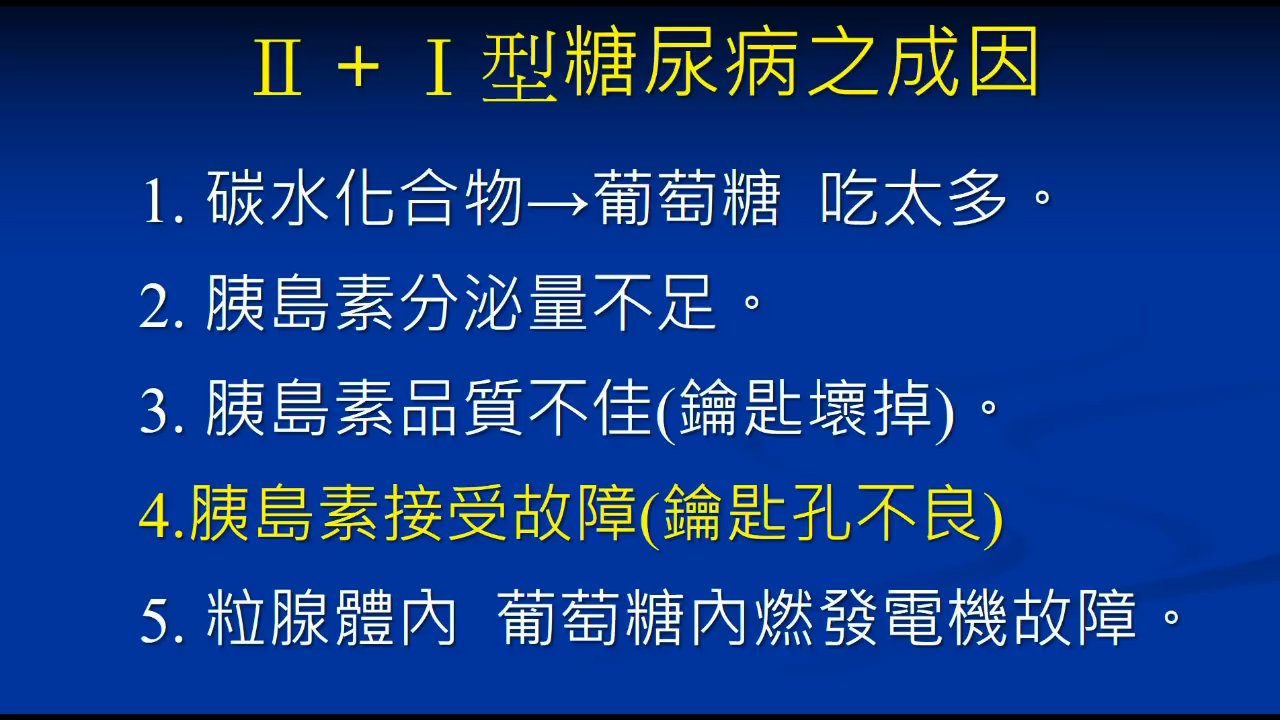 Ⅱ + Ⅰ型糖尿病之成因
1. 碳水化合物→葡萄糖 吃太多。
2. 胰島素分泌量不足。
3. 胰島素品質不佳(鑰匙壞掉)。
4.胰島素接受故障(鑰匙孔不良)
5. 粒腺體內 葡萄糖內燃發電機故障。